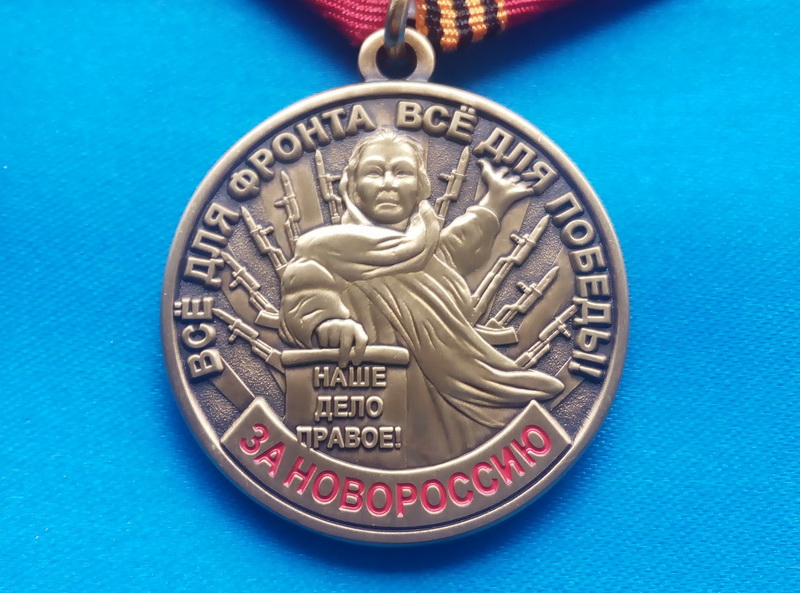 ВСЁ ДЛЯ ФРОНТА ВСЁ ДЛЯ ПОБЕДЫ!
НАШЕ
ДЕЛО
ПРАВОЕ!
ЗА НОВОРОССИЮ